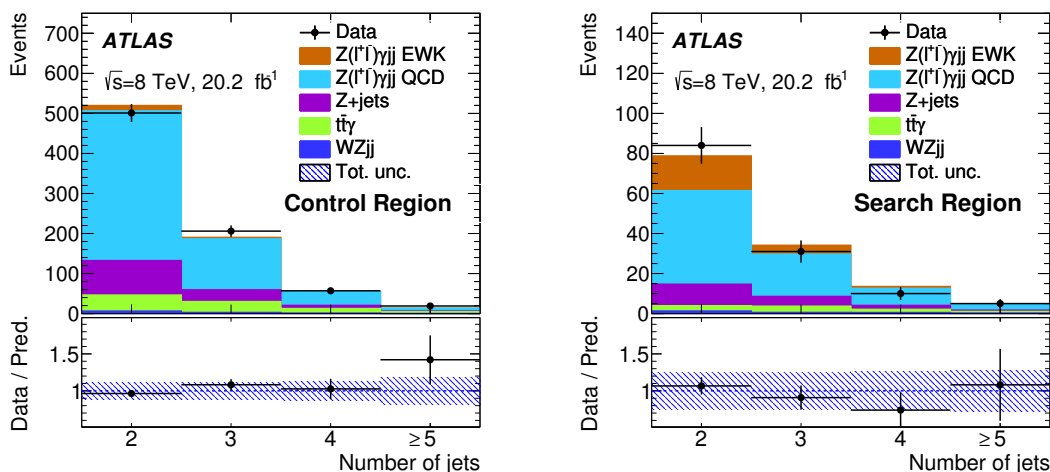 Events
700
600
500
400
300
200
100
0
ATLAS
√s=8 TeV, 20.2 fb¹
Data
Z(l⁺l⁻)γjj EWK
Z(l⁺l⁻)γjj QCD
Z+jets
tt̄γ
WZjj
Tot. unc.
Control Region
Data / Pred.
1.5
1
2 3 4 ≥5
Number of jets
Events
140
120
100
80
60
40
20
0
ATLAS
√s=8 TeV, 20.2 fb¹
Data
Z(l⁺l⁻)γjj EWK
Z(l⁺l⁻)γjj QCD
Z+jets
tt̄γ
WZjj
Tot. unc.
Search Region
Data / Pred.
1.5
1
2 3 4 ≥5
Number of jets